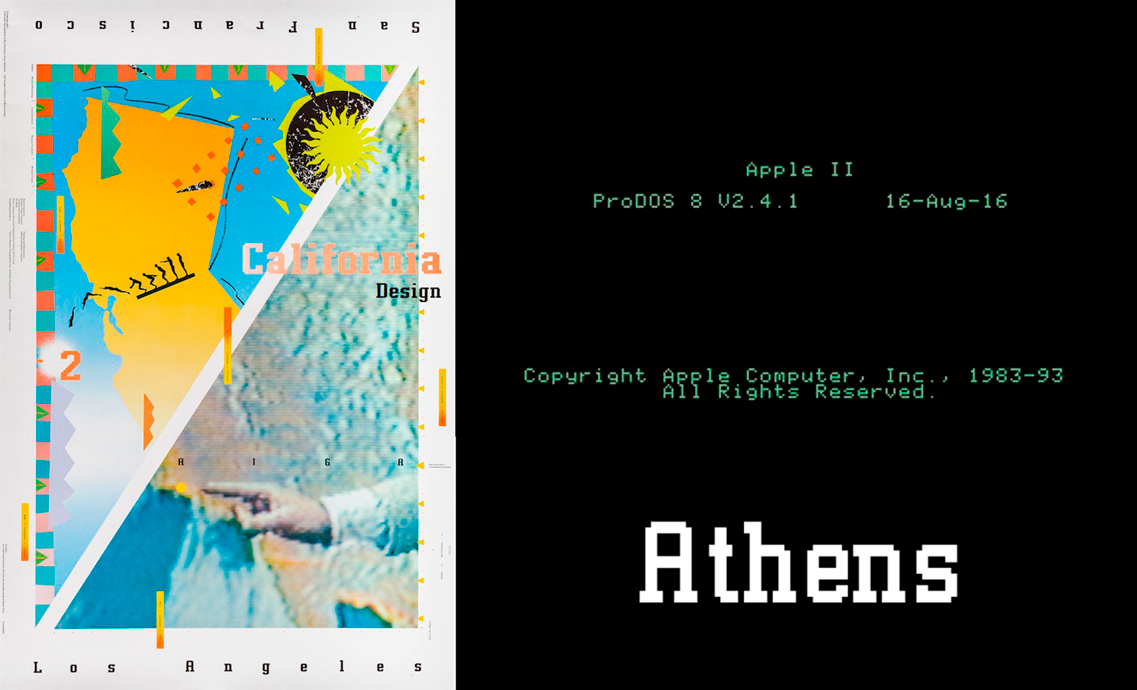 San Francisco
California
Design
2
A I G A
Los Angeles
Apple II
ProDOS 8 V2.4.1 16-Aug-16
Copyright Apple Computer, Inc., 1983-93
All Rights Reserved.
Athens